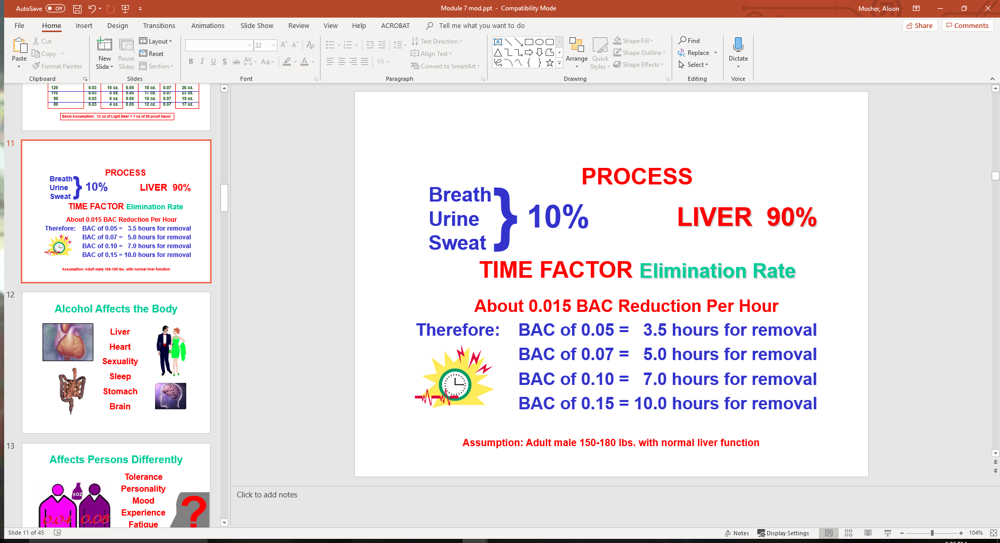 AutoSave Off
Module 7 mod.ppt - Compatibility Mode
Mosher, Alison
File Home Insert Design Transitions Animations Slide Show Review View Help ACROBAT Tell me what you want to do
Share Comments
Paste
Cut
Copy
Format Painter
Clipboard
New Slide
Reuse Slides
Layout
Reset
Section
Slides
32
B I U S ab AV Aa A
Font
Text Direction
Align Text
Convert to SmartArt
Paragraph
Arrange
Quick Styles
Shape Fill
Shape Outline
Shape Effects
Drawing
Find
Replace
Select
Editing
Dictate
Voice
120 0.03 10 oz. 0.05 18 oz. 0.07 26 oz.
110 0.03 8 oz. 0.05 17 oz. 0.07 23 oz.
90 0.03 6 oz. 0.05 15 oz. 0.07 19 oz.
80 0.03 4 oz. 0.05 12 oz. 0.07 17 oz.
Basic Assumption: 12 oz of Light Beer = 1 oz of 86 proof liquor
11
PROCESS
Breath
Urine
Sweat
} 10%
LIVER 90%
TIME FACTOR Elimination Rate
About 0.015 BAC Reduction Per Hour
Therefore: BAC of 0.05 = 3.5 hours for removal
BAC of 0.07 = 5.0 hours for removal
BAC of 0.10 = 7.0 hours for removal
BAC of 0.15 = 10.0 hours for removal
Assumption: Adult male 150-180 lbs. with normal liver function
12
Alcohol Affects the Body
Liver
Heart
Sexuality
Sleep
Stomach
Brain
13
Affects Persons Differently
Tolerance
Personality
Mood
Experience
Fatigue
8OZ
0.04 0.08
?
PROCESS
Breath
Urine
Sweat
} 10%
LIVER 90%
TIME FACTOR Elimination Rate
About 0.015 BAC Reduction Per Hour
Therefore: BAC of 0.05 = 3.5 hours for removal
BAC of 0.07 = 5.0 hours for removal
BAC of 0.10 = 7.0 hours for removal
BAC of 0.15 = 10.0 hours for removal
Assumption: Adult male 150-180 lbs. with normal liver function
Click to add notes
Slide 11 of 45
Notes Display Settings 104%